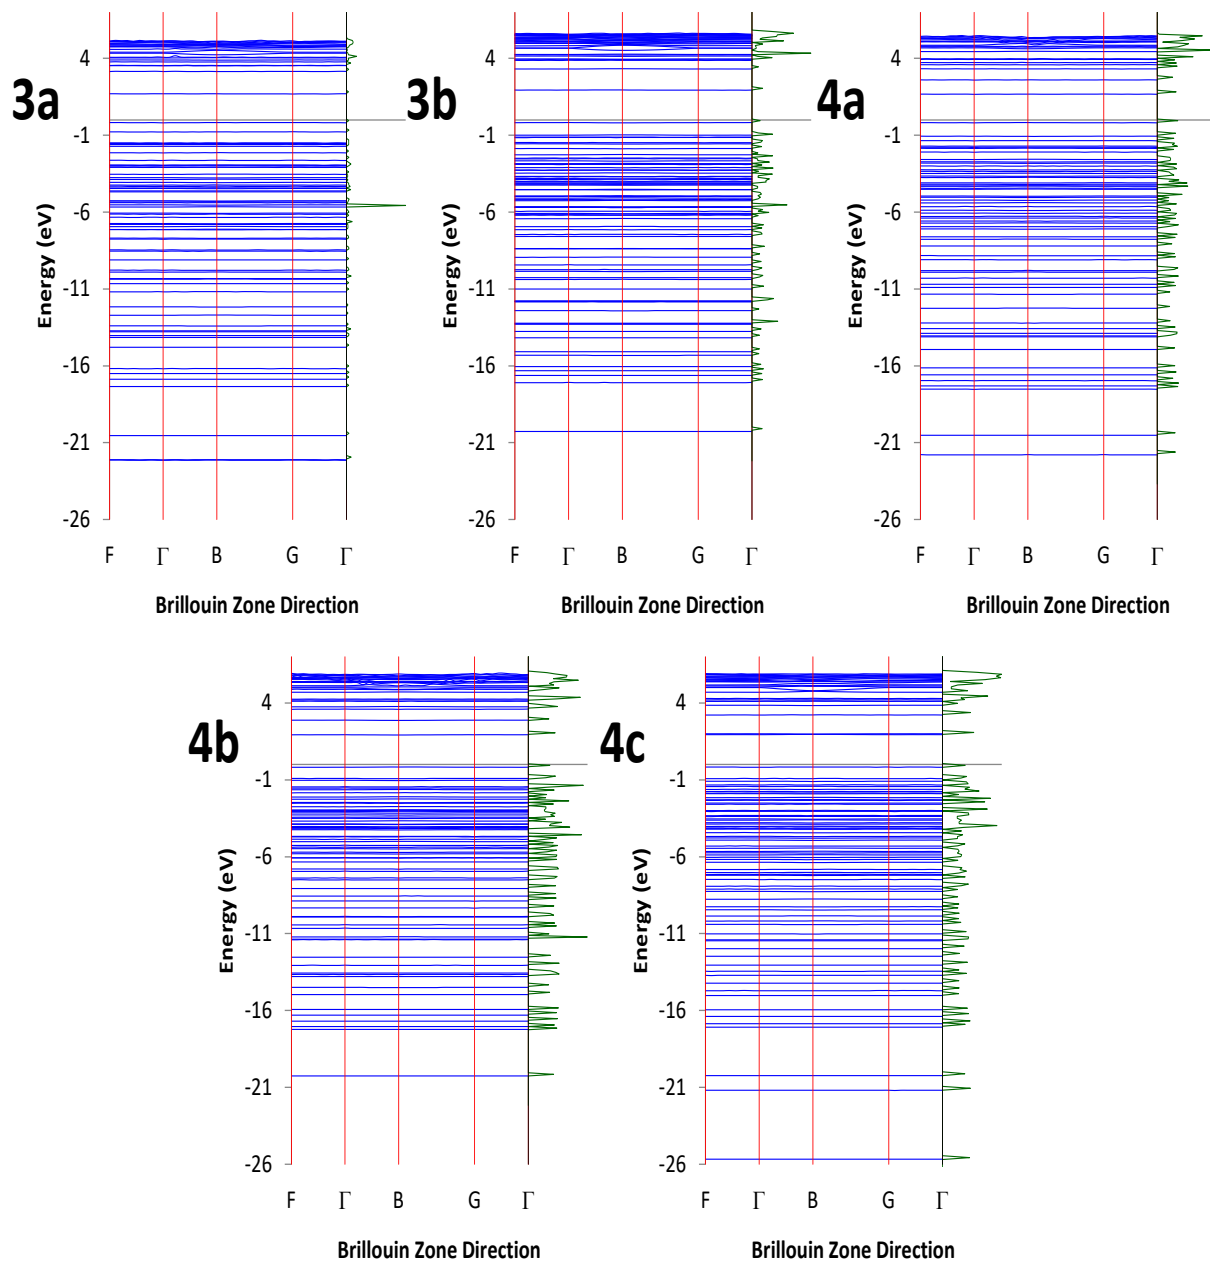 3a
Energy (eV)
4
-1
-6
-11
-16
-21
-26
F Γ B G Γ
Brillouin Zone Direction
3b
Energy (eV)
4
-1
-6
-11
-16
-21
-26
F Γ B G Γ
Brillouin Zone Direction
4a
Energy (eV)
4
-1
-6
-11
-16
-21
-26
F Γ B G Γ
Brillouin Zone Direction
4b
Energy (eV)
4
-1
-6
-11
-16
-21
-26
F Γ B G Γ
Brillouin Zone Direction
4c
Energy (eV)
4
-1
-6
-11
-16
-21
-26
F Γ B G Γ
Brillouin Zone Direction